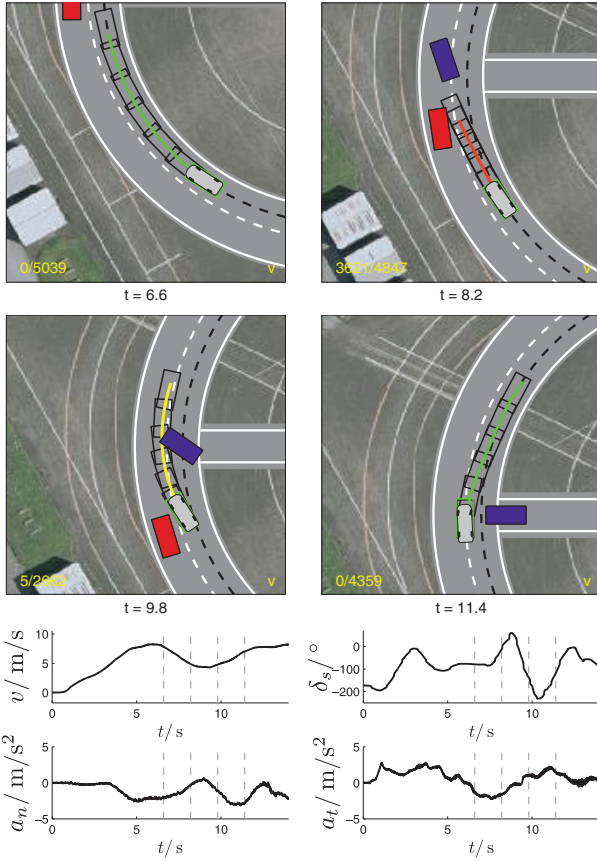 0/5039 v
t = 6.6
3621/4847 v
t = 8.2
v
t = 9.8
0/4359 v
t = 11.4
v/ m/s
10
5
0
0 5 10
t/s
δs/°
0
−100
−200
0 5 10
t/s
an/ m/s²
5
0
−5
0 5 10
t/s
at/ m/s²
5
0
−5
0 5 10
t/s